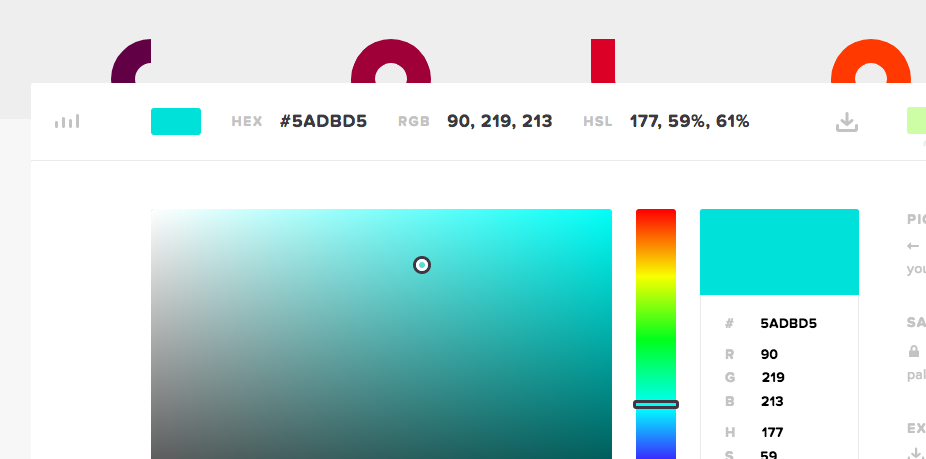 HEX #5ADBD5 RGB 90, 219, 213 HSL 177, 59%, 61%
# 5ADBD5
R 90
G 219
B 213
H 177
S 59
PIC
you
SA
pal
EX